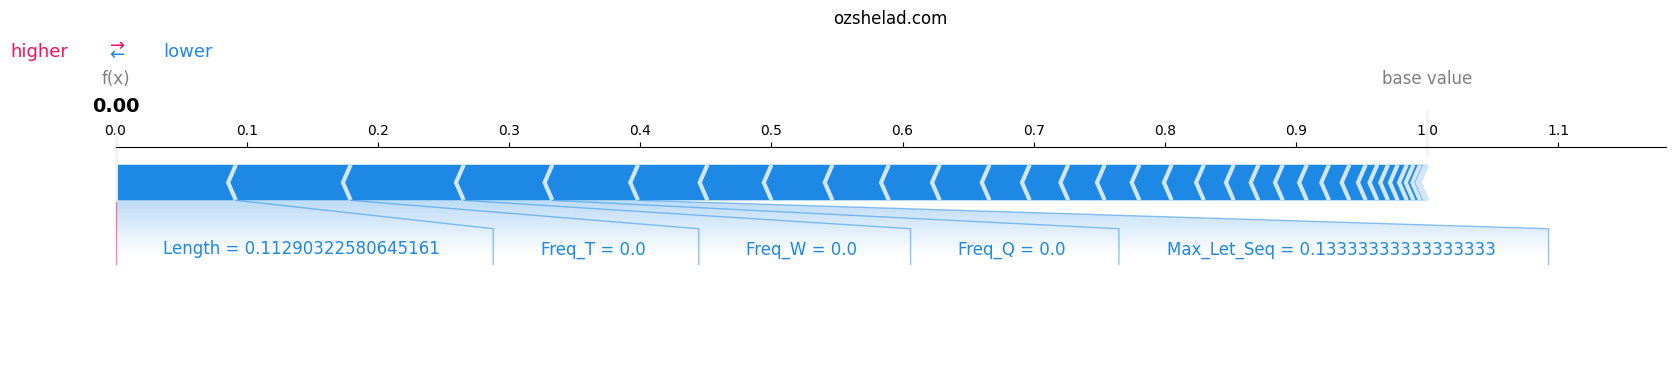 ozshelad.com
higher → ← lower
f(x) base value
0.00
0.0 0.1 0.2 0.3 0.4 0.5 0.6 0.7 0.8 0.9 1.0 1.1
Length = 0.11290322580645161 Freq_T = 0.0 Freq_W = 0.0 Freq_Q = 0.0 Max_Let_Seq = 0.13333333333333333